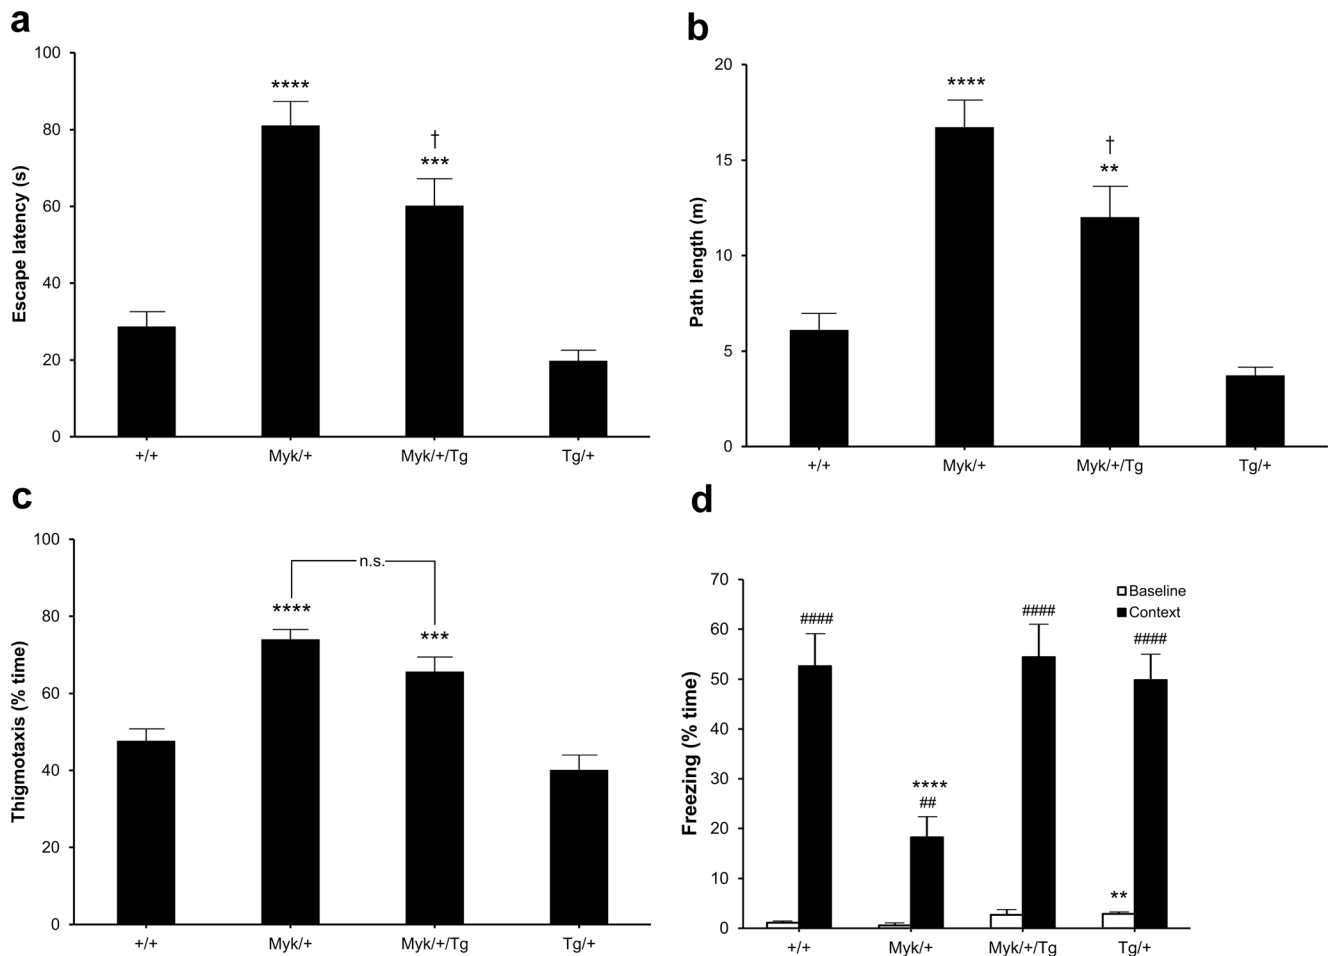 a
Escape latency (s)
100
80
60
40
20
0
****
†
***
+/+ Myk/+ Myk/+/Tg Tg/+
b
Path length (m)
20
15
10
5
0
****
†
**
+/+ Myk/+ Myk/+/Tg Tg/+
c
Thigmotaxis (% time)
100
80
60
40
20
0
n.s.
****
***
+/+ Myk/+ Myk/+/Tg Tg/+
d
Freezing (% time)
70
60
50
40
30
20
10
0
Baseline
Context
####
****
##
####
####
**
+/+ Myk/+ Myk/+/Tg Tg/+